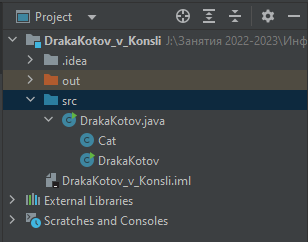 Project
DrakaKotov_v_Konsli J:\Занятия 2022-2023\Инф
.idea
out
src
DrakaKotov.java
Cat
DrakaKotov
DrakaKotov_v_Konsli.iml
External Libraries
Scratches and Consoles